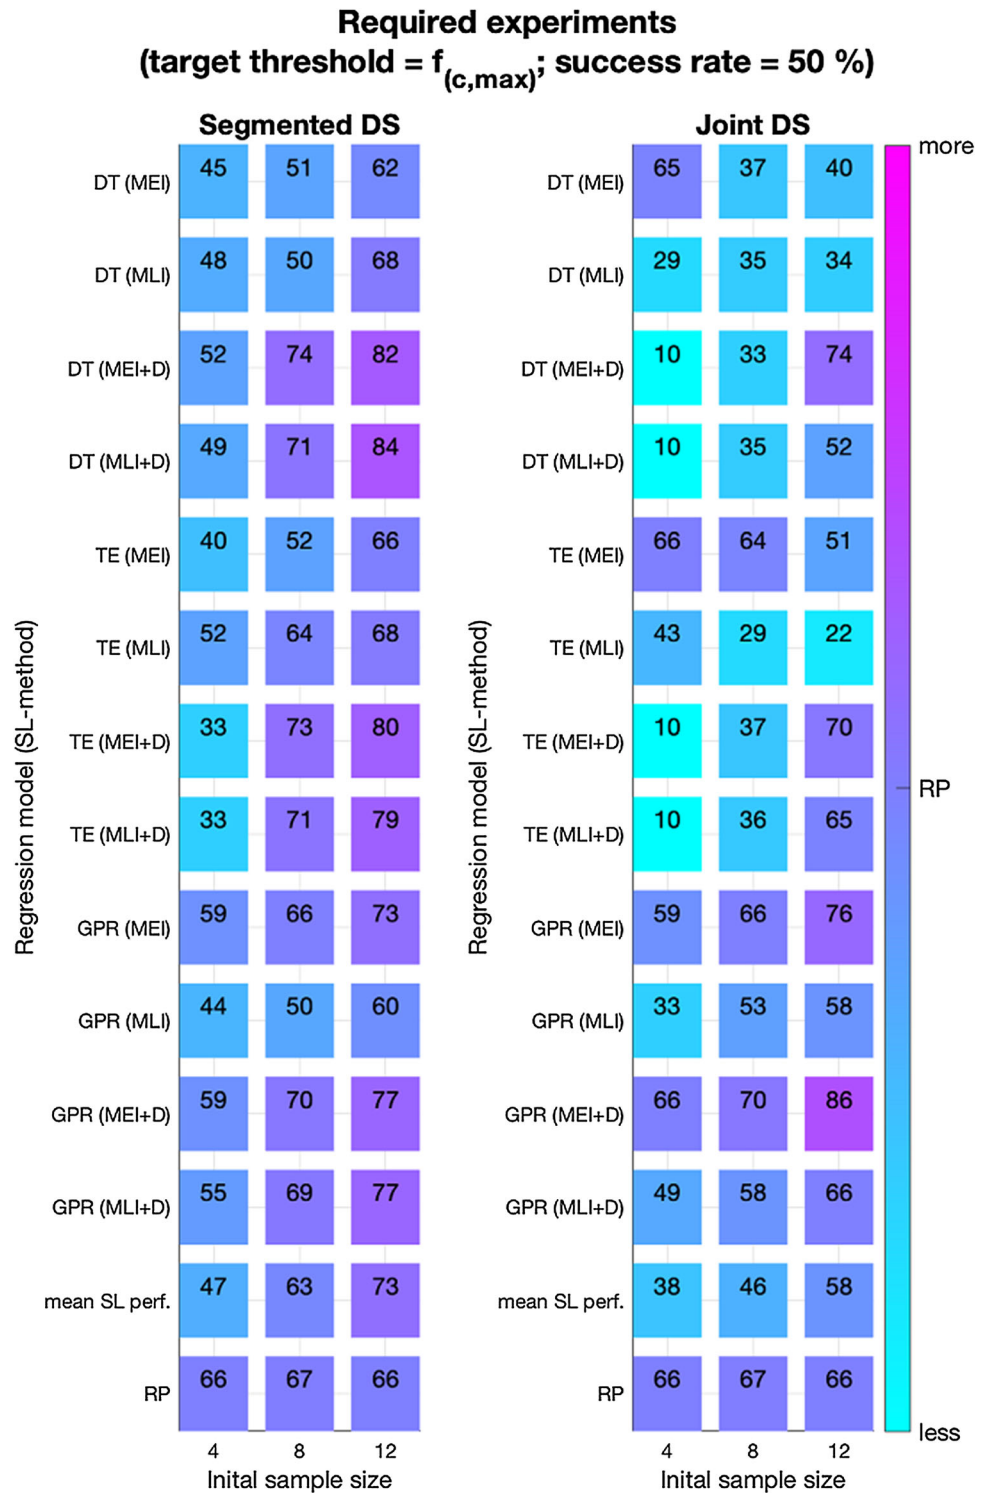 Required experiments
(target threshold = f(c,max); success rate = 50 %)
Segmented DS
Joint DS
more
DT (MEI) 45 51 62
DT (MEI) 65 37 40
DT (MLI) 48 50 68
DT (MLI) 29 35 34
DT (MEI+D) 52 74 82
DT (MEI+D) 10 33 74
DT (MLI+D) 49 71 84
DT (MLI+D) 10 35 52
TE (MEI) 40 52 66
TE (MEI) 66 64 51
TE (MLI) 52 64 68
TE (MLI) 43 29 22
TE (MEI+D) 33 73 80
TE (MEI+D) 10 37 70
RP
TE (MLI+D) 33 71 79
TE (MLI+D) 10 36 65
GPR (MEI) 59 66 73
GPR (MEI) 59 66 76
GPR (MLI) 44 50 60
GPR (MLI) 33 53 58
GPR (MEI+D) 59 70 77
GPR (MEI+D) 66 70 86
GPR (MLI+D) 55 69 77
GPR (MLI+D) 49 58 66
mean SL perf. 47 63 73
mean SL perf. 38 46 58
RP 66 67 66
RP 66 67 66
less
4 8 12
4 8 12
Inital sample size
Inital sample size
Regression model (SL-method)
Regression model (SL-method)